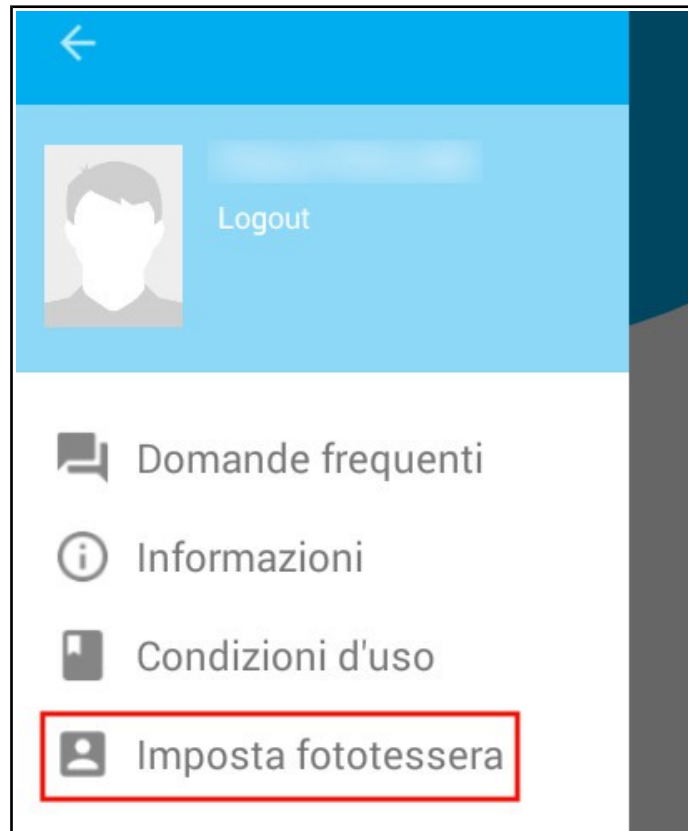 Logout
Domande frequenti
Informazioni
Condizioni d'uso
Imposta fototessera